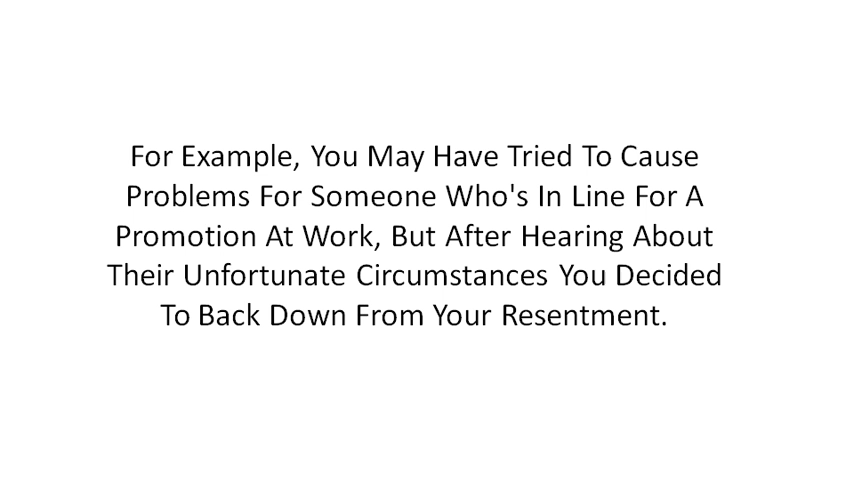 For Example, You May Have Tried To Cause
Problems For Someone Who's In Line For A
Promotion At Work, But After Hearing About
Their Unfortunate Circumstances You Decided
To Back Down From Your Resentment.